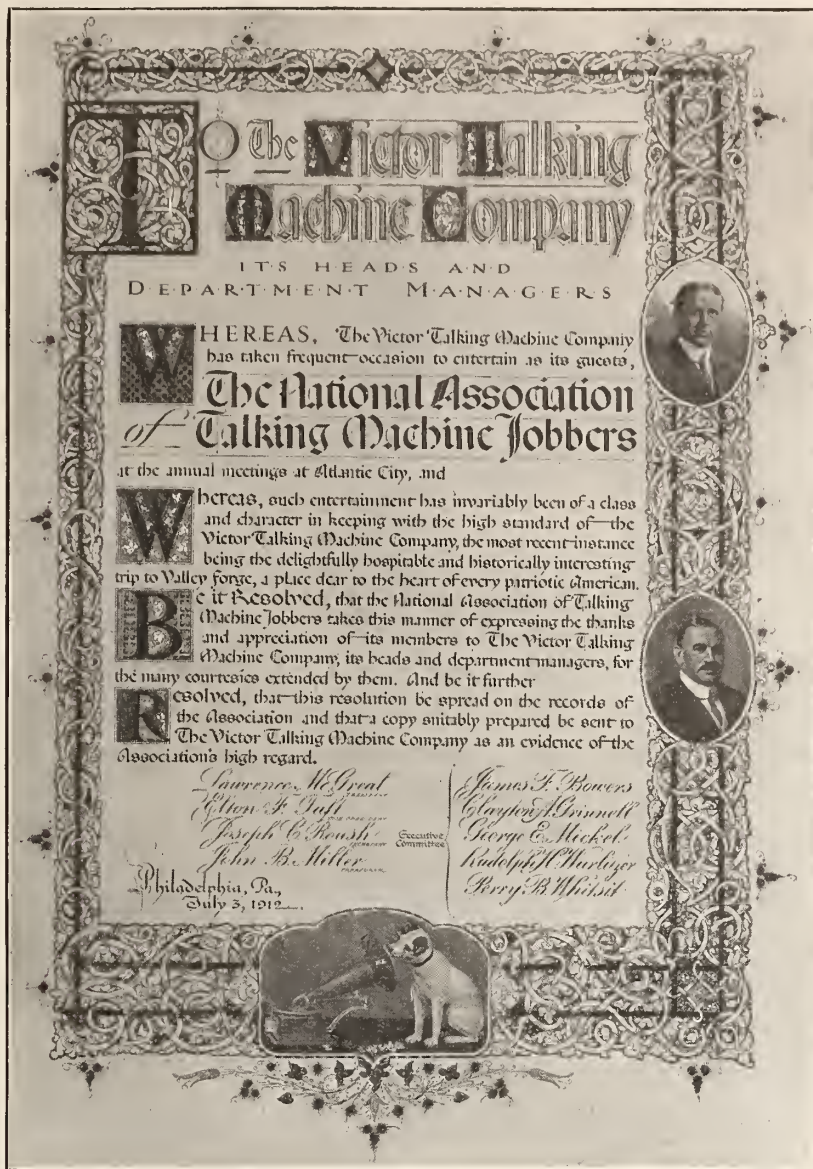 To The Victor Talking
Machine Company
ITS HEADS AND
DEPARTMENT MANAGERS
WHEREAS, The Victor Talking Machine Company
has taken frequent occasion to entertain as its guests,
The National Association
of Talking Machine Jobbers
at the annual meetings at Atlantic City, and
Whereas, such entertainment has invariably been of a class
and character in keeping with the high standard of the
Victor Talking Machine Company, the most recent instance
being the delightfully hospitable and historically interesting
trip to Valley Forge, a place dear to the heart of every patriotic American.
Be it Resolved, that the National Association of Talking
Machine Jobbers takes this manner of expressing the thanks
and appreciation of its members to The Victor Talking
Machine Company, its heads and department managers, for
the many courtesies extended by them. And be it further
Resolved, that this resolution be spread on the records of
the Association and that a copy suitably prepared be sent to
The Victor Talking Machine Company as an evidence of the
Association's high regard.
Lawrence McGreal
PRESIDENT
Elton F. Taft
VICE PRESIDENT
Joseph C. Roush
SECRETARY
John B. Miller
TREASURER
Philadelphia, Pa.,
July 3, 1912.
Executive
Committee
James F. Bowers
Clayton A. Grinnell
George E. Mickel
Rudolph H. Wurlitzer
Perry B. Whitsit